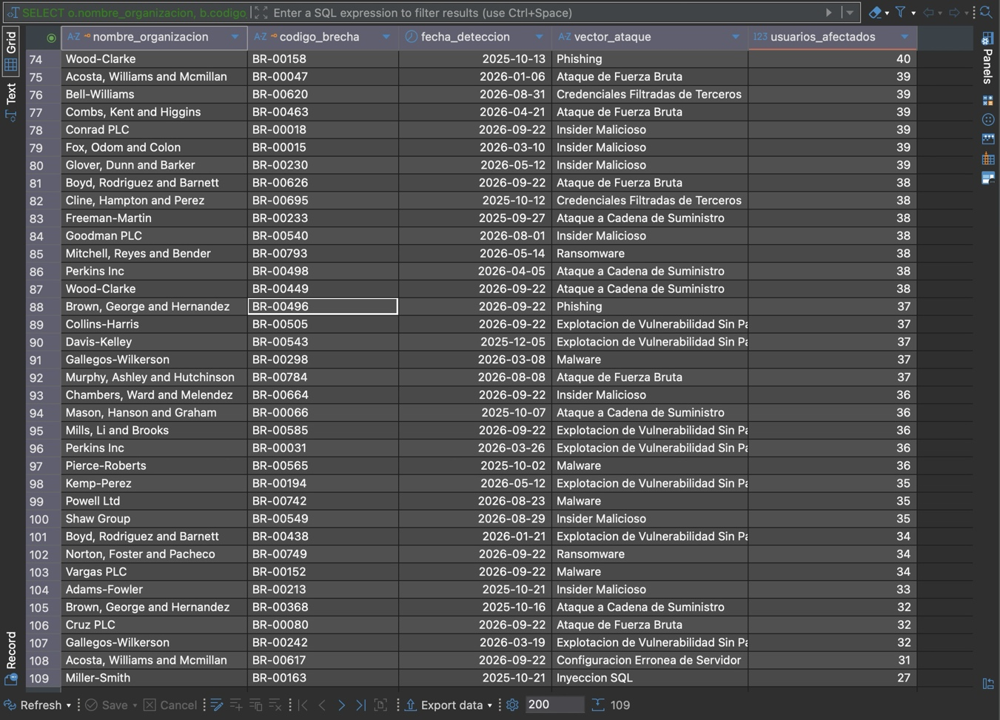 SELECT o.nombre_organizacion, b.codigo Enter a SQL expression to filter results (use Ctrl+Space)
Grid
Text
Record
Panels
A-Z nombre_organizacion A-Z codigo_brecha fecha_deteccion A-Z vector_ataque 123 usuarios_afectados
74 Wood-Clarke BR-00158 2025-10-13 Phishing 40
75 Acosta, Williams and Mcmillan BR-00047 2026-01-06 Ataque de Fuerza Bruta 39
76 Bell-Williams BR-00620 2026-08-31 Credenciales Filtradas de Terceros 39
77 Combs, Kent and Higgins BR-00463 2026-04-21 Ataque de Fuerza Bruta 39
78 Conrad PLC BR-00018 2026-09-22 Insider Malicioso 39
79 Fox, Odom and Colon BR-00015 2026-03-10 Insider Malicioso 39
80 Glover, Dunn and Barker BR-00230 2026-05-12 Insider Malicioso 39
81 Boyd, Rodriguez and Barnett BR-00626 2026-09-22 Ataque de Fuerza Bruta 38
82 Cline, Hampton and Perez BR-00695 2025-10-12 Credenciales Filtradas de Terceros 38
83 Freeman-Martin BR-00233 2025-09-27 Ataque a Cadena de Suministro 38
84 Goodman PLC BR-00540 2026-08-01 Insider Malicioso 38
85 Mitchell, Reyes and Bender BR-00793 2026-05-14 Ransomware 38
86 Perkins Inc BR-00498 2026-04-05 Ataque a Cadena de Suministro 38
87 Wood-Clarke BR-00449 2026-09-22 Ataque a Cadena de Suministro 38
88 Brown, George and Hernandez BR-00496 2026-09-22 Phishing 37
89 Collins-Harris BR-00505 2026-09-22 Explotacion de Vulnerabilidad Sin Pa 37
90 Davis-Kelley BR-00543 2025-12-05 Explotacion de Vulnerabilidad Sin Pa 37
91 Gallegos-Wilkerson BR-00298 2026-03-08 Malware 37
92 Murphy, Ashley and Hutchinson BR-00784 2026-08-08 Ataque de Fuerza Bruta 37
93 Chambers, Ward and Melendez BR-00664 2026-09-22 Insider Malicioso 36
94 Mason, Hanson and Graham BR-00066 2025-10-07 Ataque a Cadena de Suministro 36
95 Mills, Li and Brooks BR-00585 2026-09-22 Explotacion de Vulnerabilidad Sin Pa 36
96 Perkins Inc BR-00031 2026-03-26 Explotacion de Vulnerabilidad Sin Pa 36
97 Pierce-Roberts BR-00565 2025-10-02 Malware 36
98 Kemp-Perez BR-00194 2026-05-12 Explotacion de Vulnerabilidad Sin Pa 35
99 Powell Ltd BR-00742 2026-08-23 Malware 35
100 Shaw Group BR-00549 2026-08-29 Insider Malicioso 35
101 Boyd, Rodriguez and Barnett BR-00438 2026-01-21 Explotacion de Vulnerabilidad Sin Pa 34
102 Norton, Foster and Pacheco BR-00749 2026-09-22 Ransomware 34
103 Vargas PLC BR-00152 2026-09-22 Malware 34
104 Adams-Fowler BR-00213 2025-10-21 Insider Malicioso 33
105 Brown, George and Hernandez BR-00368 2025-10-16 Ataque a Cadena de Suministro 32
106 Cruz PLC BR-00080 2026-09-22 Ataque de Fuerza Bruta 32
107 Gallegos-Wilkerson BR-00242 2026-03-19 Explotacion de Vulnerabilidad Sin Pa 32
108 Acosta, Williams and Mcmillan BR-00617 2026-09-22 Configuracion Erronea de Servidor 31
109 Miller-Smith BR-00163 2025-10-21 Inyeccion SQL 27
Refresh Save Cancel Export data 200 109